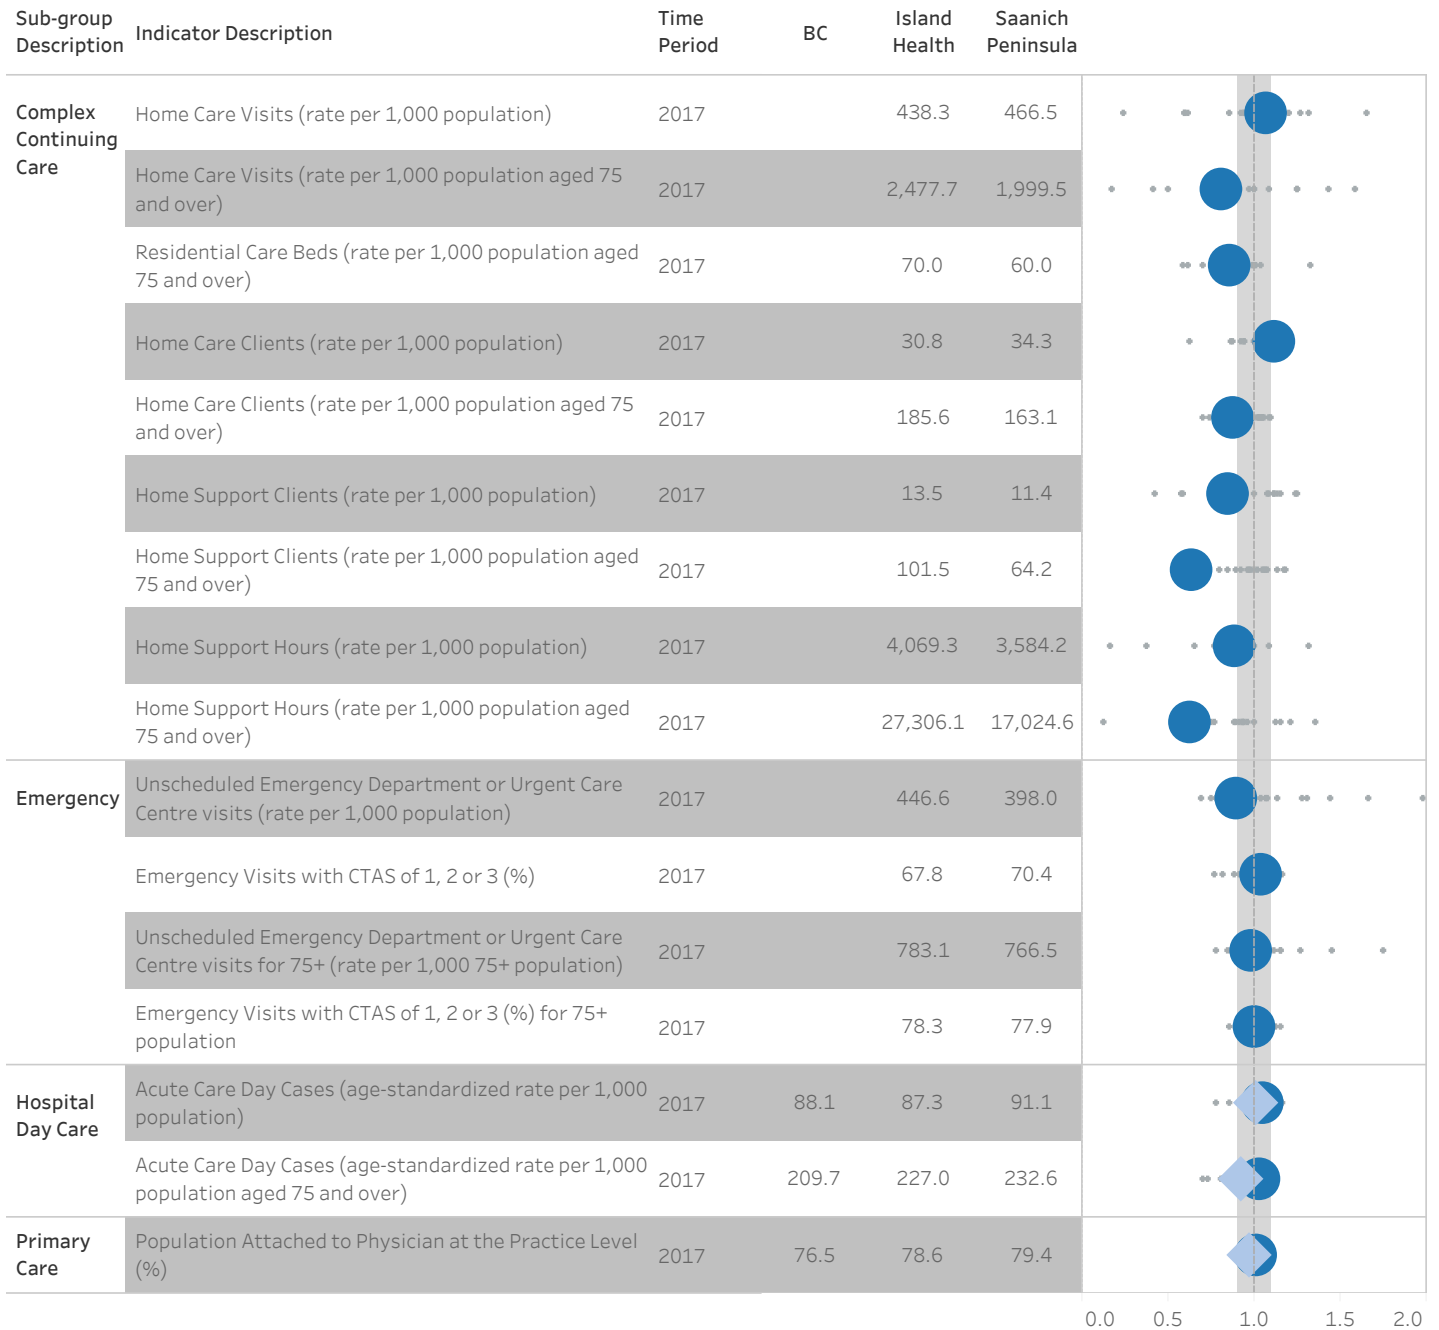 Sub-group
Description
Indicator Description
Time
Period
BC
Island
Health
Saanich
Peninsula
Complex
Continuing
Care
Home Care Visits (rate per 1,000 population)
2017
438.3
466.5
Home Care Visits (rate per 1,000 population aged 75
and over)
2017
2,477.7
1,999.5
Residential Care Beds (rate per 1,000 population aged
75 and over)
2017
70.0
60.0
Home Care Clients (rate per 1,000 population)
2017
30.8
34.3
Home Care Clients (rate per 1,000 population aged 75
and over)
2017
185.6
163.1
Home Support Clients (rate per 1,000 population)
2017
13.5
11.4
Home Support Clients (rate per 1,000 population aged
75 and over)
2017
101.5
64.2
Home Support Hours (rate per 1,000 population)
2017
4,069.3
3,584.2
Home Support Hours (rate per 1,000 population aged
75 and over)
2017
27,306.1
17,024.6
Emergency
Unscheduled Emergency Department or Urgent Care
Centre visits (rate per 1,000 population)
2017
446.6
398.0
Emergency Visits with CTAS of 1, 2 or 3 (%)
2017
67.8
70.4
Unscheduled Emergency Department or Urgent Care
Centre visits for 75+ (rate per 1,000 75+ population)
2017
783.1
766.5
Emergency Visits with CTAS of 1, 2 or 3 (%) for 75+
population
2017
78.3
77.9
Hospital
Day Care
Acute Care Day Cases (age-standardized rate per 1,000
population)
2017
88.1
87.3
91.1
Acute Care Day Cases (age-standardized rate per 1,000
population aged 75 and over)
2017
209.7
227.0
232.6
Primary
Care
Population Attached to Physician at the Practice Level
(%)
2017
76.5
78.6
79.4
0.0 0.5 1.0 1.5 2.0